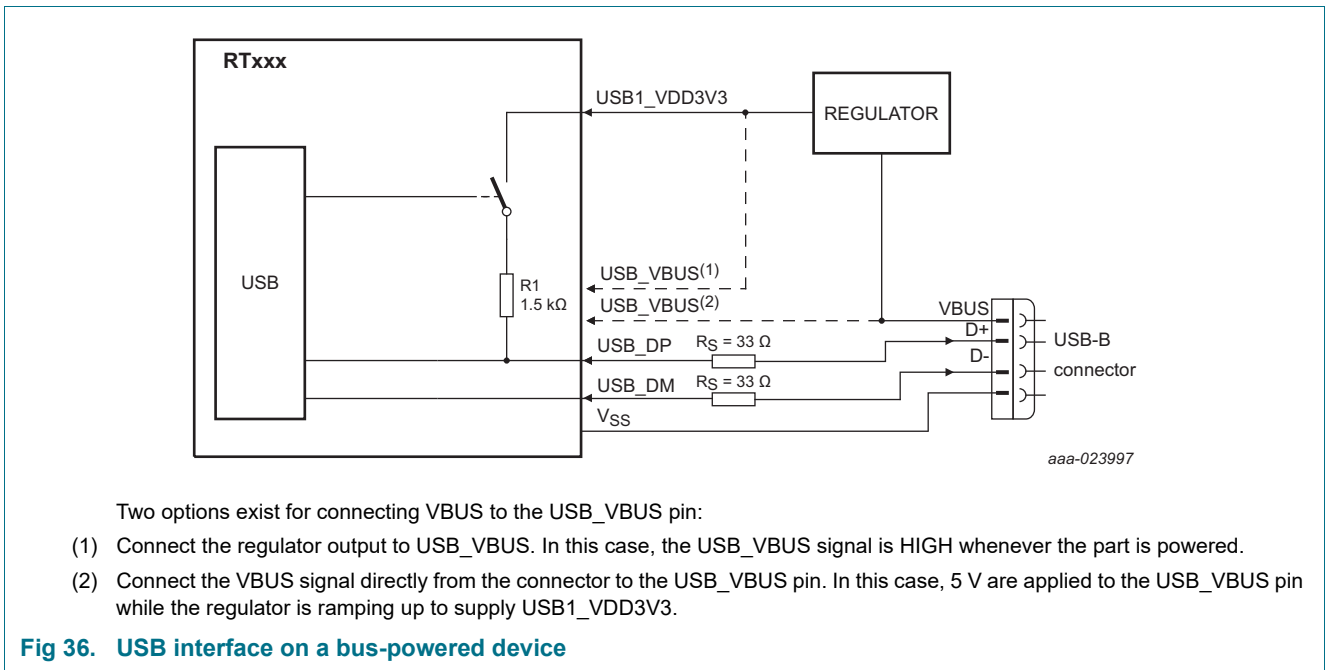 RTxxx
USB1_VDD3V3
REGULATOR
USB
R1
1.5 kΩ
USB_VBUS(1)
USB_VBUS(2)
VBUS
D+
USB-B
USB_DP
RS = 33 Ω
D-
connector
USB_DM
RS = 33 Ω
VSS
aaa-023997
Two options exist for connecting VBUS to the USB_VBUS pin:
(1) Connect the regulator output to USB_VBUS. In this case, the USB_VBUS signal is HIGH whenever the part is powered.
(2) Connect the VBUS signal directly from the connector to the USB_VBUS pin. In this case, 5 V are applied to the USB_VBUS pin
while the regulator is ramping up to supply USB1_VDD3V3.
Fig 36. USB interface on a bus-powered device